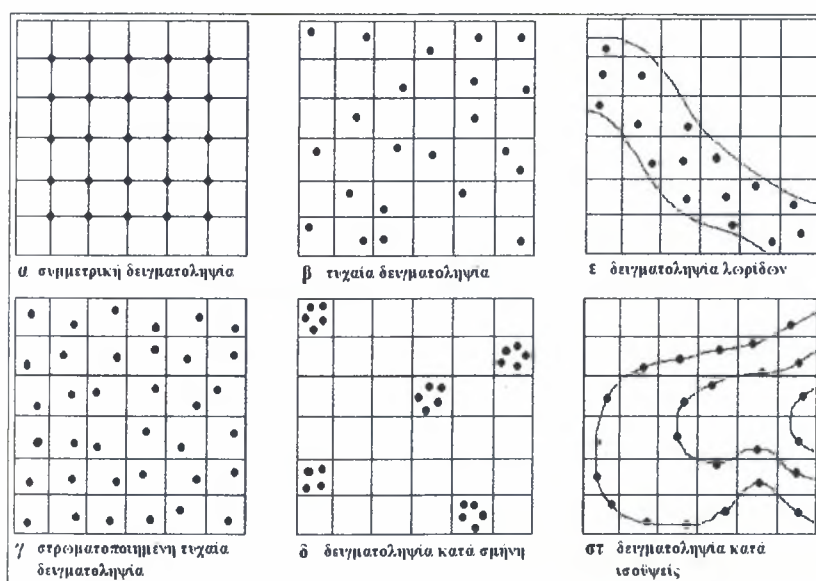 α συμμετρική δειγματοληψία
β τυχαία δειγματοληψία
ε δειγματοληψία λωρίδων
γ στρωματοποιημένη τυχαία
δειγματοληψία
δ δειγματοληψία κατά σμήνη
στ δειγματοληψία κατά
ισοϋψείς